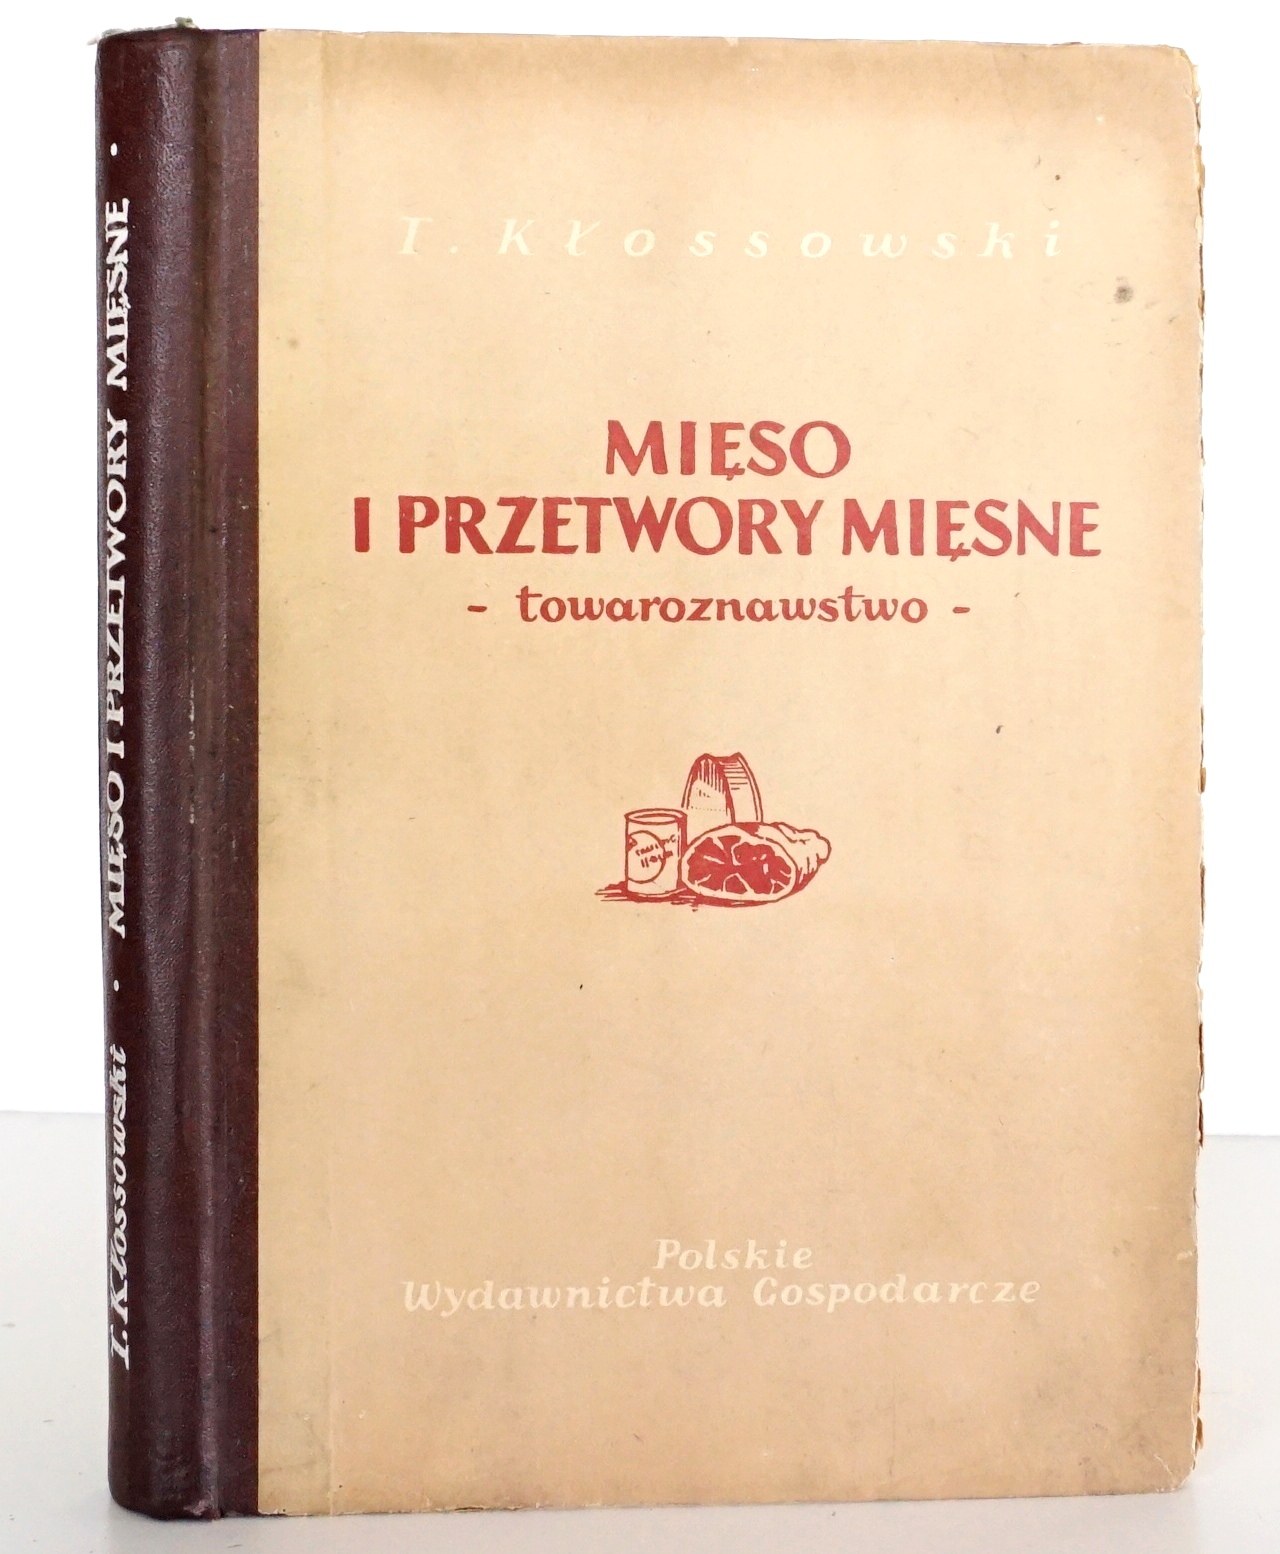 I. Kłossowski
MIĘSO
I PRZETWORY MIĘSNE
- towaroznawstwo -
Polskie
Wydawnictwa Gospodarcze
I. Kłossowski · MIĘSO I PRZETWORY MIĘSNE ·